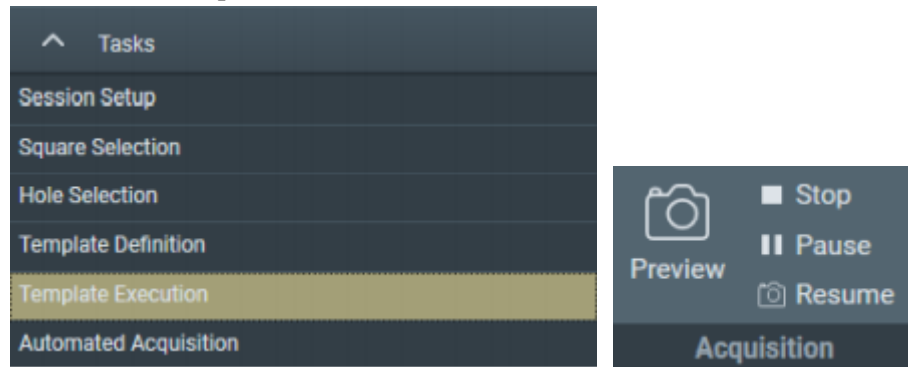 Tasks
Session Setup
Square Selection
Hole Selection
Template Definition
Template Execution
Automated Acquisition
Preview
Stop
Pause
Resume
Acquisition